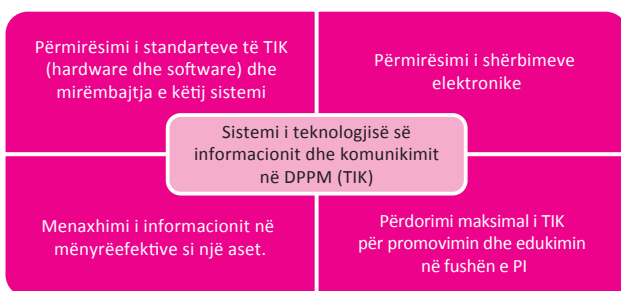 Përmirësimi i standarteve të TIK
(hardware dhe software) dhe
mirëmbajtja e këtij sistemi
Përmirësimi i shërbimeve
elektronike
Sistemi i teknologjisë së
informacionit dhe komunikimit
në DPPM (TIK)
Menaxhimi i informacionit në
mënyrëefektive si një aset.
Përdorimi maksimal i TIK
për promovimin dhe edukimin
në fushën e PI